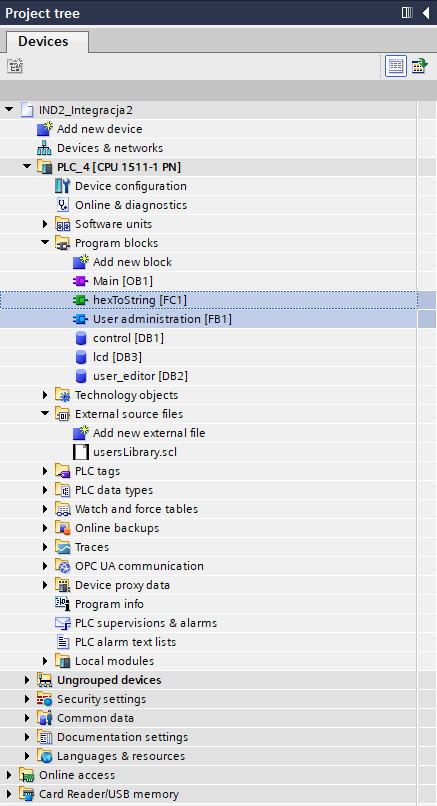 Project tree
Devices
IND2_Integracja2
Add new device
Devices & networks
PLC_4 [CPU 1511-1 PN]
Device configuration
Online & diagnostics
Software units
Program blocks
Add new block
Main [OB1]
hexToString [FC1]
User administration [FB1]
control [DB1]
lcd [DB3]
user_editor [DB2]
Technology objects
External source files
Add new external file
usersLibrary.scl
PLC tags
PLC data types
Watch and force tables
Online backups
Traces
OPC UA communication
Device proxy data
Program info
PLC supervisions & alarms
PLC alarm text lists
Local modules
Ungrouped devices
Security settings
Common data
Documentation settings
Languages & resources
Online access
Card Reader/USB memory